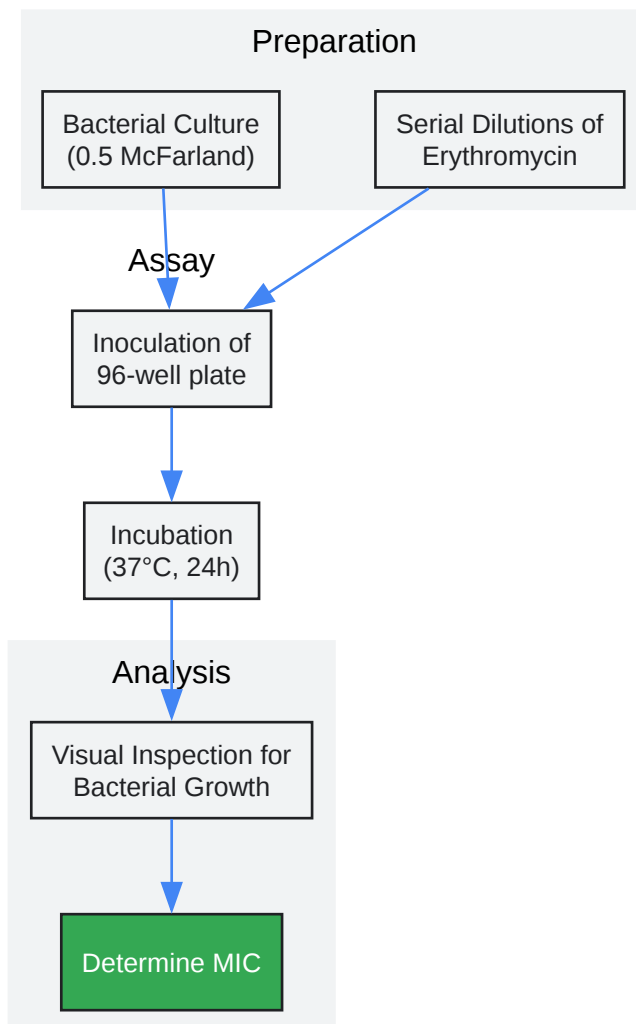 Preparation
Bacterial Culture
(0.5 McFarland)
Serial Dilutions of
Erythromycin
Assay
Inoculation of
96-well plate
Incubation
(37°C, 24h)
Analysis
Visual Inspection for
Bacterial Growth
Determine MIC